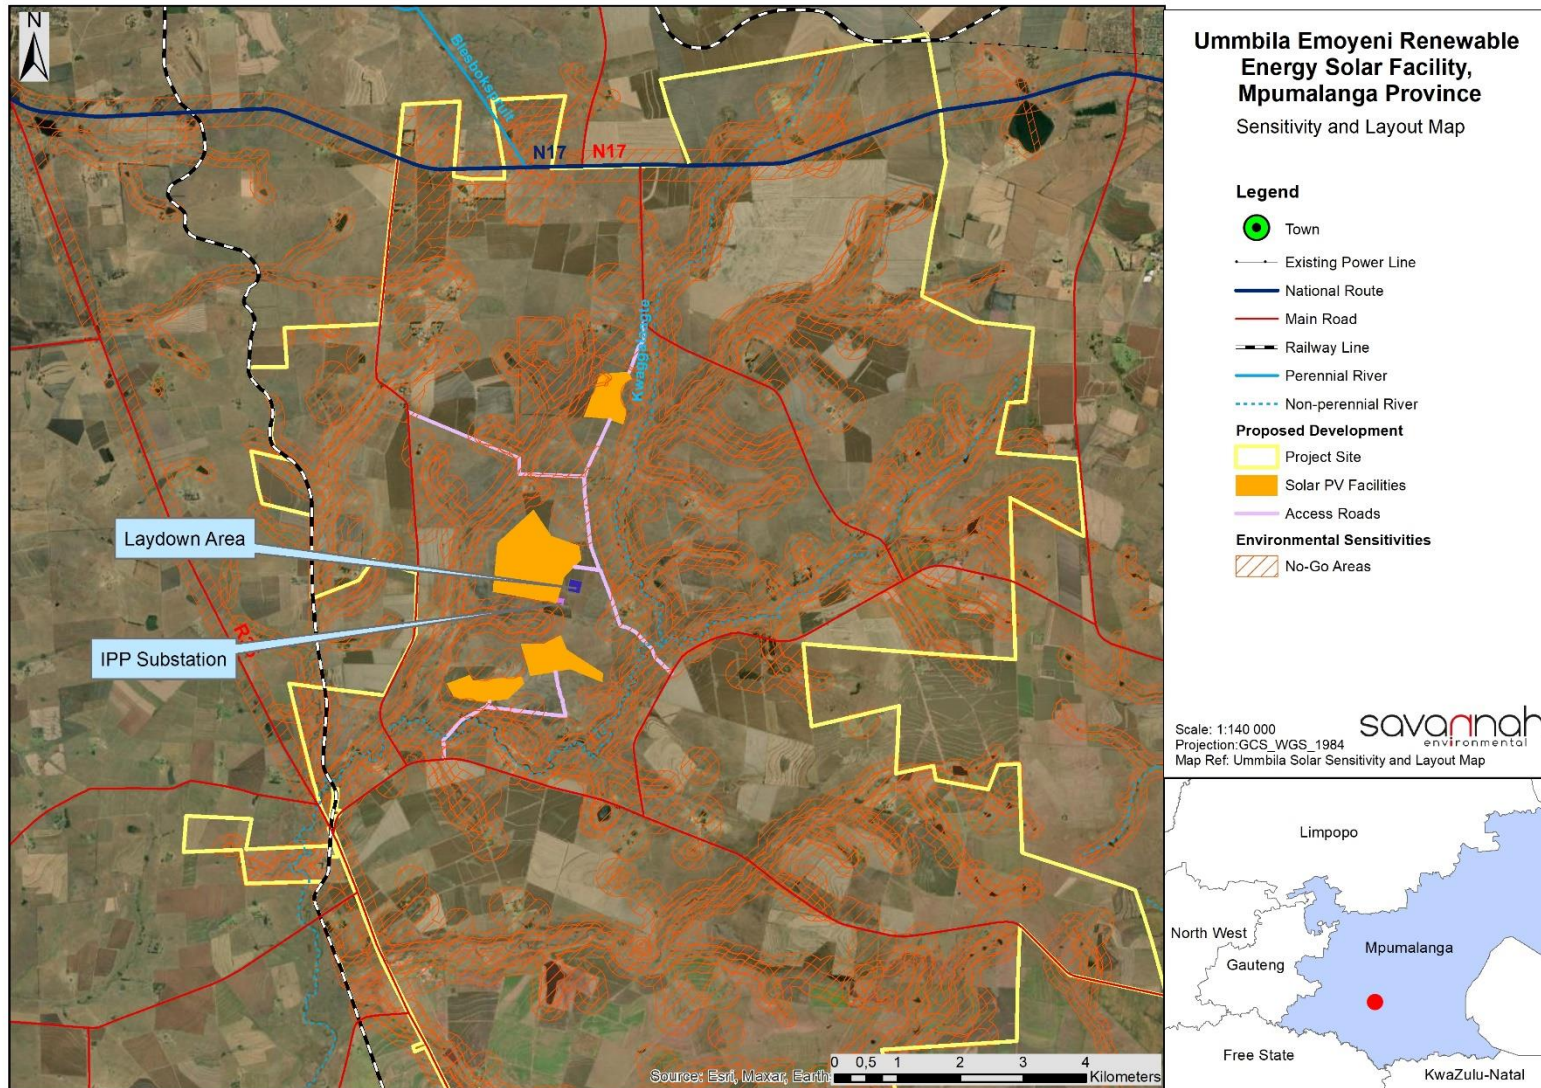 N
Blesbokspruit
N17
N17
Kwaggalaagte
Laydown Area
IPP Substation
Source: Esri, Maxar, Earth
0 0,5 1 2 3 4
Kilometers
Ummbila Emoyeni Renewable
Energy Solar Facility,
Mpumalanga Province
Sensitivity and Layout Map
Legend
Town
Existing Power Line
National Route
Main Road
Railway Line
Perennial River
Non-perennial River
Proposed Development
Project Site
Solar PV Facilities
Access Roads
Environmental Sensitivities
No-Go Areas
Scale: 1:140 000
Projection:GCS_WGS_1984
Map Ref: Ummbila Solar Sensitivity and Layout Map
savannah
environmental
Limpopo
North West
Gauteng
Mpumalanga
Free State
KwaZulu-Natal